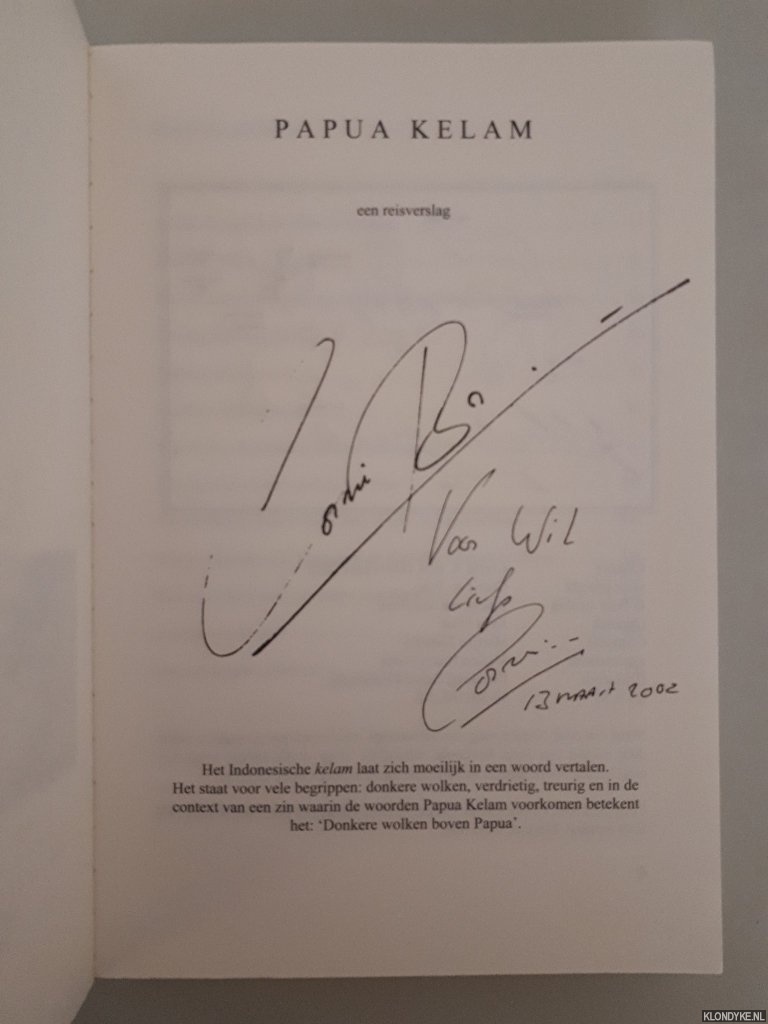 PAPUA KELAM
een reisverslag
Voor Wil
Liefs
13 maart 2002
Het Indonesische kelam laat zich moeilijk in een woord vertalen.
Het staat voor vele begrippen: donkere wolken, verdrietig, treurig en in de
context van een zin waarin de woorden Papua Kelam voorkomen betekent
het: ‘Donkere wolken boven Papua’.
KLONDYKE.NL